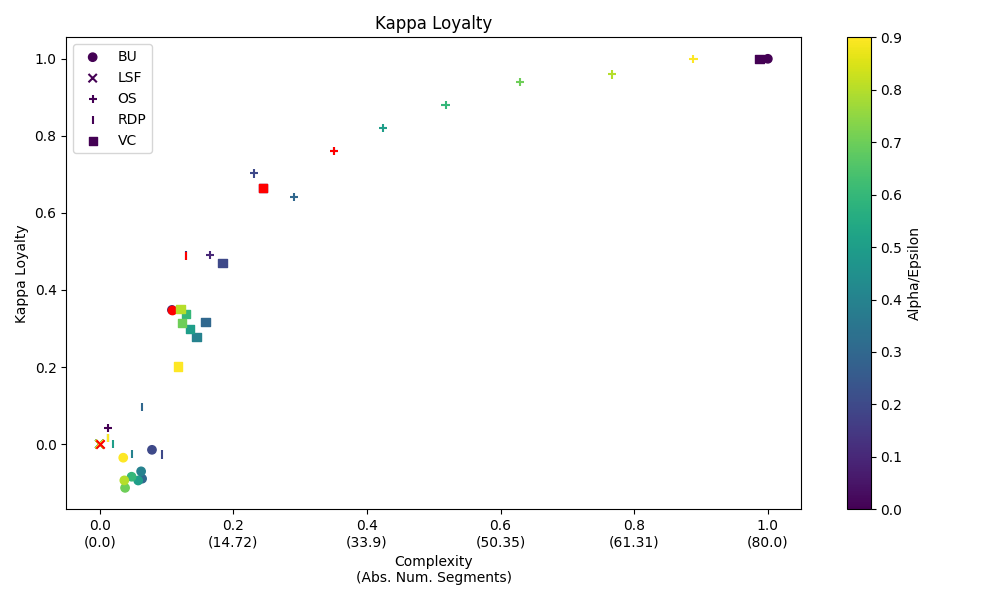 Kappa Loyalty
BU
LSF
OS
RDP
VC
Kappa Loyalty
1.0
0.8
0.6
0.4
0.2
0.0
0.0 0.2 0.4 0.6 0.8 1.0
(0.0) (14.72) (33.9) (50.35) (61.31) (80.0)
Complexity
(Abs. Num. Segments)
0.9
0.8
0.7
0.6
0.5
0.4
0.3
0.2
0.1
0.0
Alpha/Epsilon